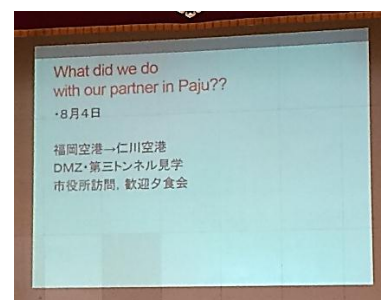 What did we do
with our partner in Paju??
・8月4日
福岡空港→仁川空港
DMZ・第三トンネル見学
市役所訪問，歓迎夕食会